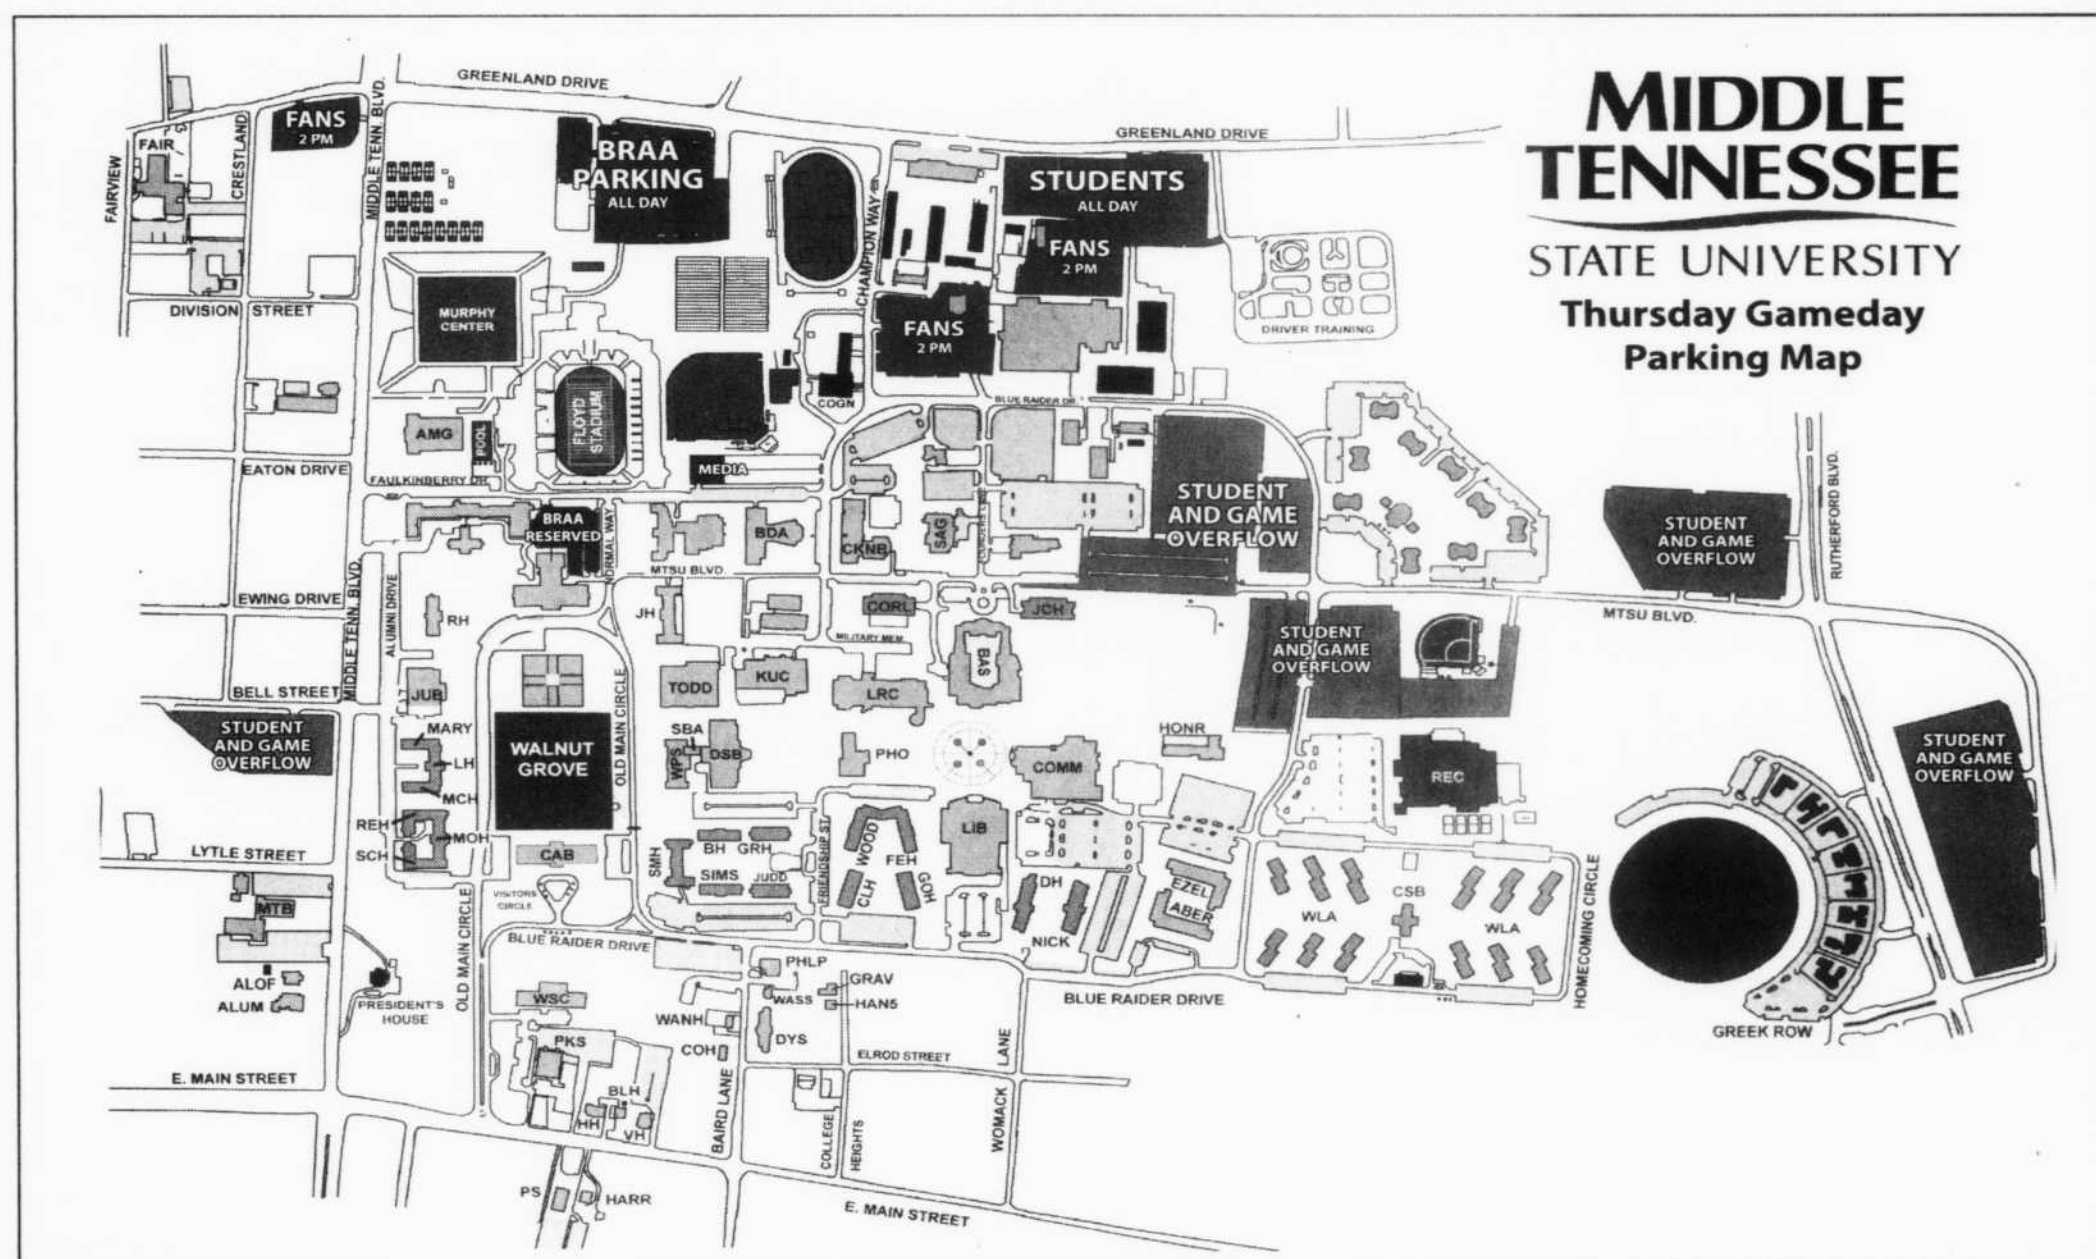 MIDDLE
TENNESSEE
STATE UNIVERSITY
Thursday Gameday
Parking Map
GREENLAND DRIVE
GREENLAND DRIVE
FANS
2 PM
MIDDLE TENN. BLVD.
FAIR
FAIRVIEW
CRESTLAND
BRAA
PARKING
ALL DAY
CHAMPION WAY
STUDENTS
ALL DAY
FANS
2 PM
FANS
2 PM
DRIVER TRAINING
DIVISION STREET
MURPHY
CENTER
FLOYD
STADIUM
COGN
BLUE RAIDER DR.
AMG
POOL
MEDIA
EATON DRIVE
FAULKINBERRY DR.
BRAA
RESERVED
NORMAL WAY
BDA
CKNB
SAG
STUDENT
AND GAME
OVERFLOW
STUDENT
AND GAME
OVERFLOW
RUTHERFORD BLVD.
MTSU BLVD.
MTSU BLVD.
EWING DRIVE
MIDDLE TENN. BLVD.
ALUMNI DRIVE
RH
JH
CORL
JCH
MILITARY MEM.
BAS
STUDENT
AND GAME
OVERFLOW
BELL STREET
JUB
TODD
KUC
LRC
OLD MAIN CIRCLE
STUDENT
AND GAME
OVERFLOW
MARY
LH
MCH
WALNUT
GROVE
SBA
WPS
DSB
PHO
COMM
HONR
REC
STUDENT
AND GAME
OVERFLOW
REH
MOH
SCH
LYTLE STREET
CAB
SMH
BH
GRH
SIMS
JUDD
FRIENDSHIP ST.
WOOD
FEH
CLH
GOH
LIB
DH
NICK
EZEL
ABER
WLA
CSB
WLA
HOMECOMING CIRCLE
VISITORS
CIRCLE
MTB
OLD MAIN CIRCLE
BLUE RAIDER DRIVE
ALOF
ALUM
PRESIDENT'S
HOUSE
WSC
PHLP
WASS
GRAV
HAN5
WANH
DYS
COH
BLUE RAIDER DRIVE
GREEK ROW
PKS
ELROD STREET
WOMACK LANE
E. MAIN STREET
BLH
HH
VH
BAIRD LANE
COLLEGE
HEIGHTS
PS
HARR
E. MAIN STREET